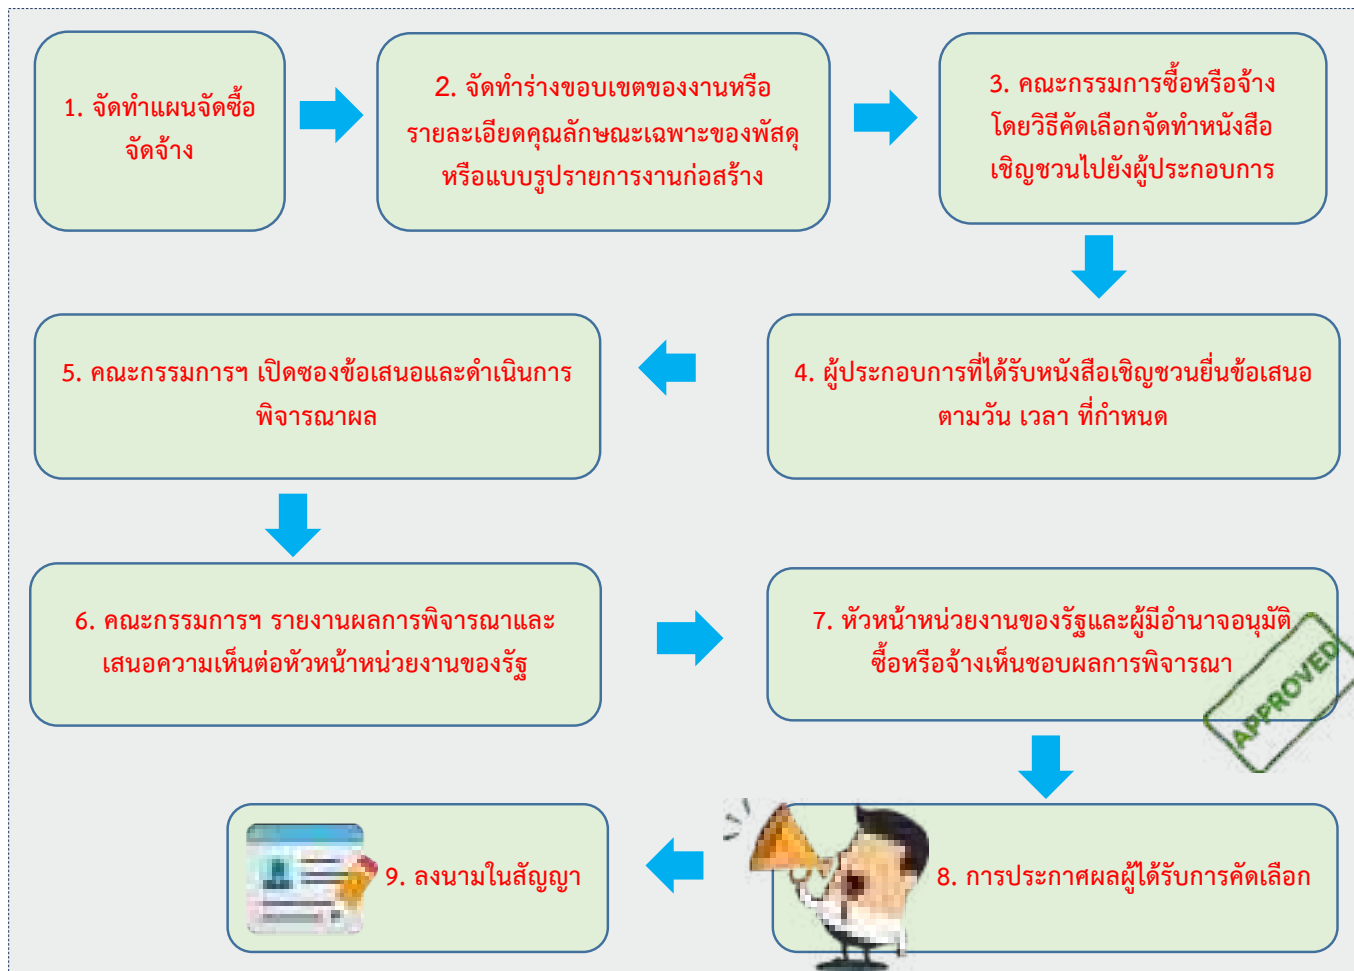 1. จัดทำแผนจัดซื้อ
จัดจ้าง
2. จัดทำร่างขอบเขตของงานหรือ
รายละเอียดคุณลักษณะเฉพาะของพัสดุ
หรือแบบรูปรายการงานก่อสร้าง
3. คณะกรรมการซื้อหรือจ้าง
โดยวิธีคัดเลือกจัดทำหนังสือ
เชิญชวนไปยังผู้ประกอบการ
4. ผู้ประกอบการที่ได้รับหนังสือเชิญชวนยื่นข้อเสนอ
ตามวัน เวลา ที่กำหนด
5. คณะกรรมการฯ เปิดซองข้อเสนอและดำเนินการ
พิจารณาผล
6. คณะกรรมการฯ รายงานผลการพิจารณาและ
เสนอความเห็นต่อหัวหน้าหน่วยงานของรัฐ
7. หัวหน้าหน่วยงานของรัฐและผู้มีอำนาจอนุมัติ
ซื้อหรือจ้างเห็นชอบผลการพิจารณา
APPROVED
8. การประกาศผลผู้ได้รับการคัดเลือก
9. ลงนามในสัญญา